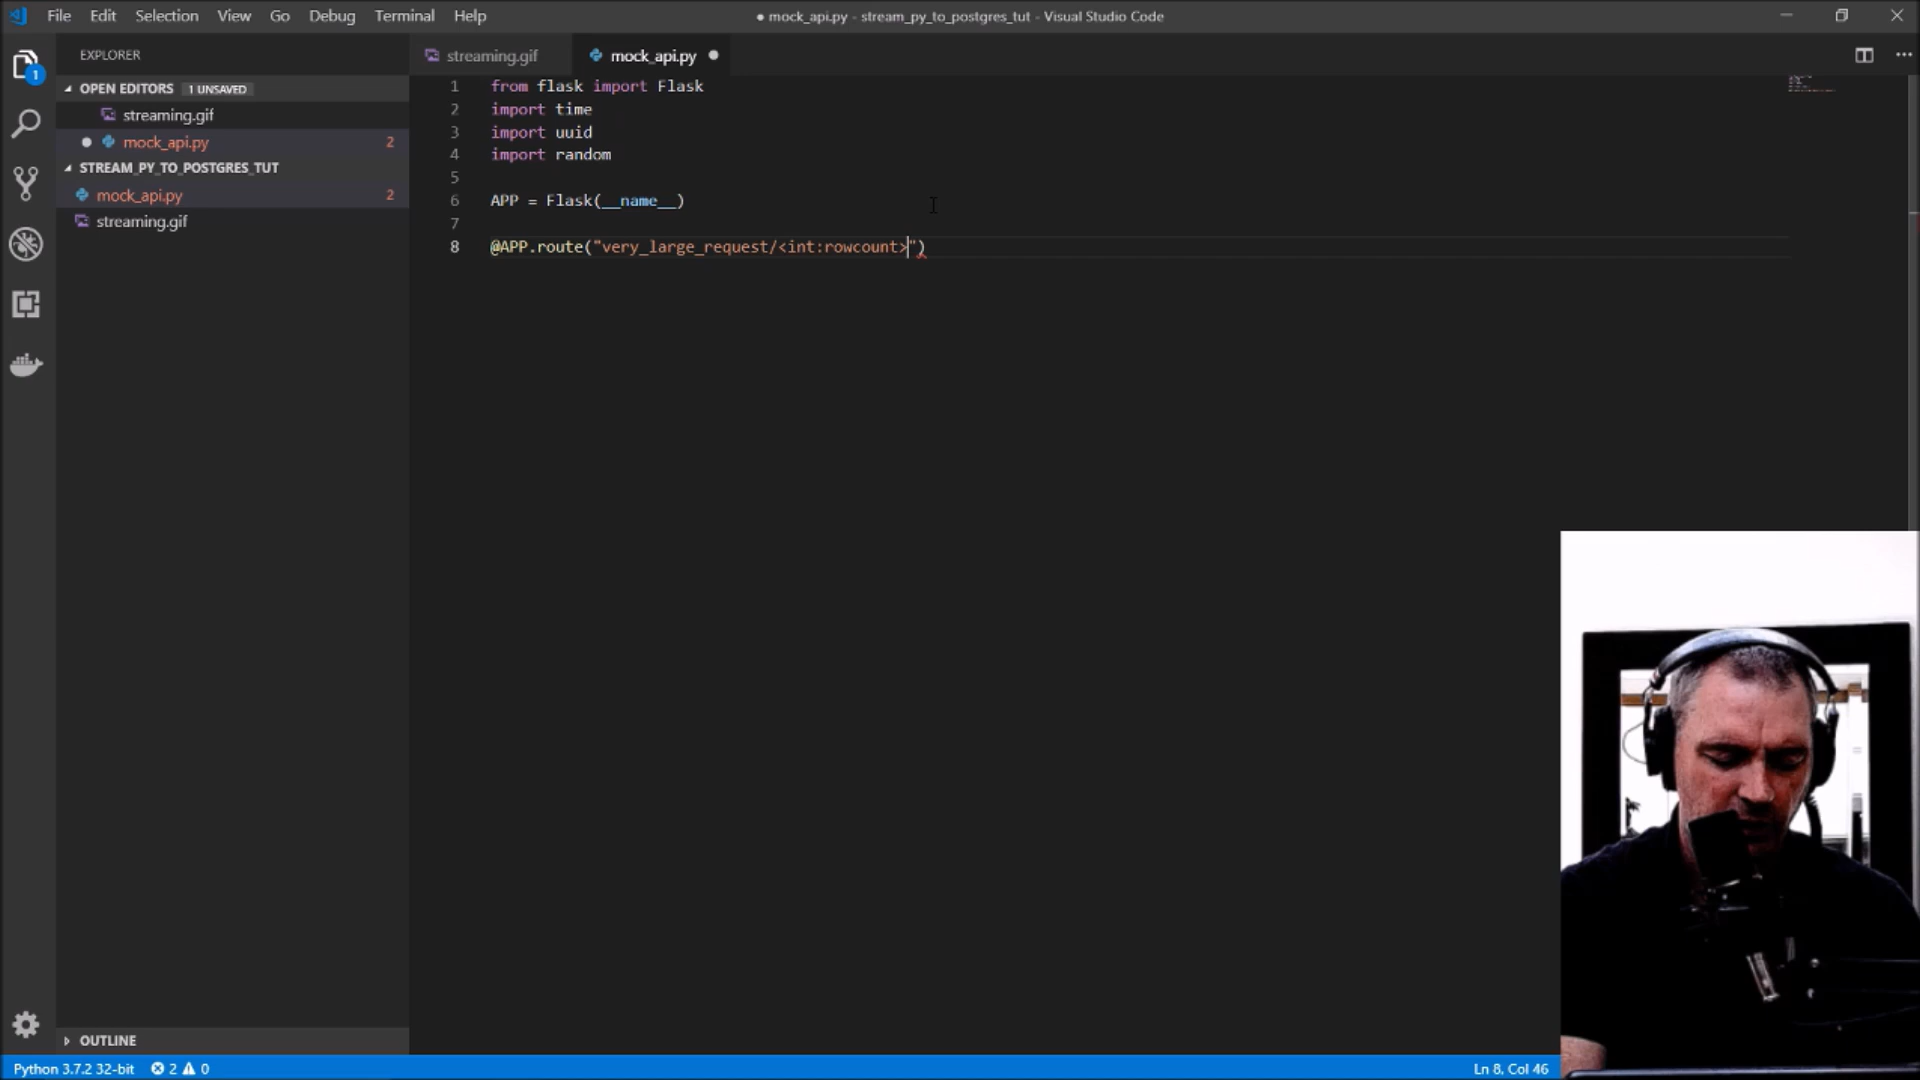 File Edit Selection View Go Debug Terminal Help
● mock_api.py - stream_py_to_postgres_tut - Visual Studio Code
EXPLORER
streaming.gif
mock_api.py
OPEN EDITORS 1 UNSAVED
streaming.gif
mock_api.py 2
STREAM_PY_TO_POSTGRES_TUT
mock_api.py 2
streaming.gif
1
1 from flask import Flask
2 import time
3 import uuid
4 import random
5
6 APP = Flask(__name__)
7
8 @APP.route("very_large_request/<int:rowcount>")
OUTLINE
Python 3.7.2 32-bit 2 0
Ln 8, Col 46